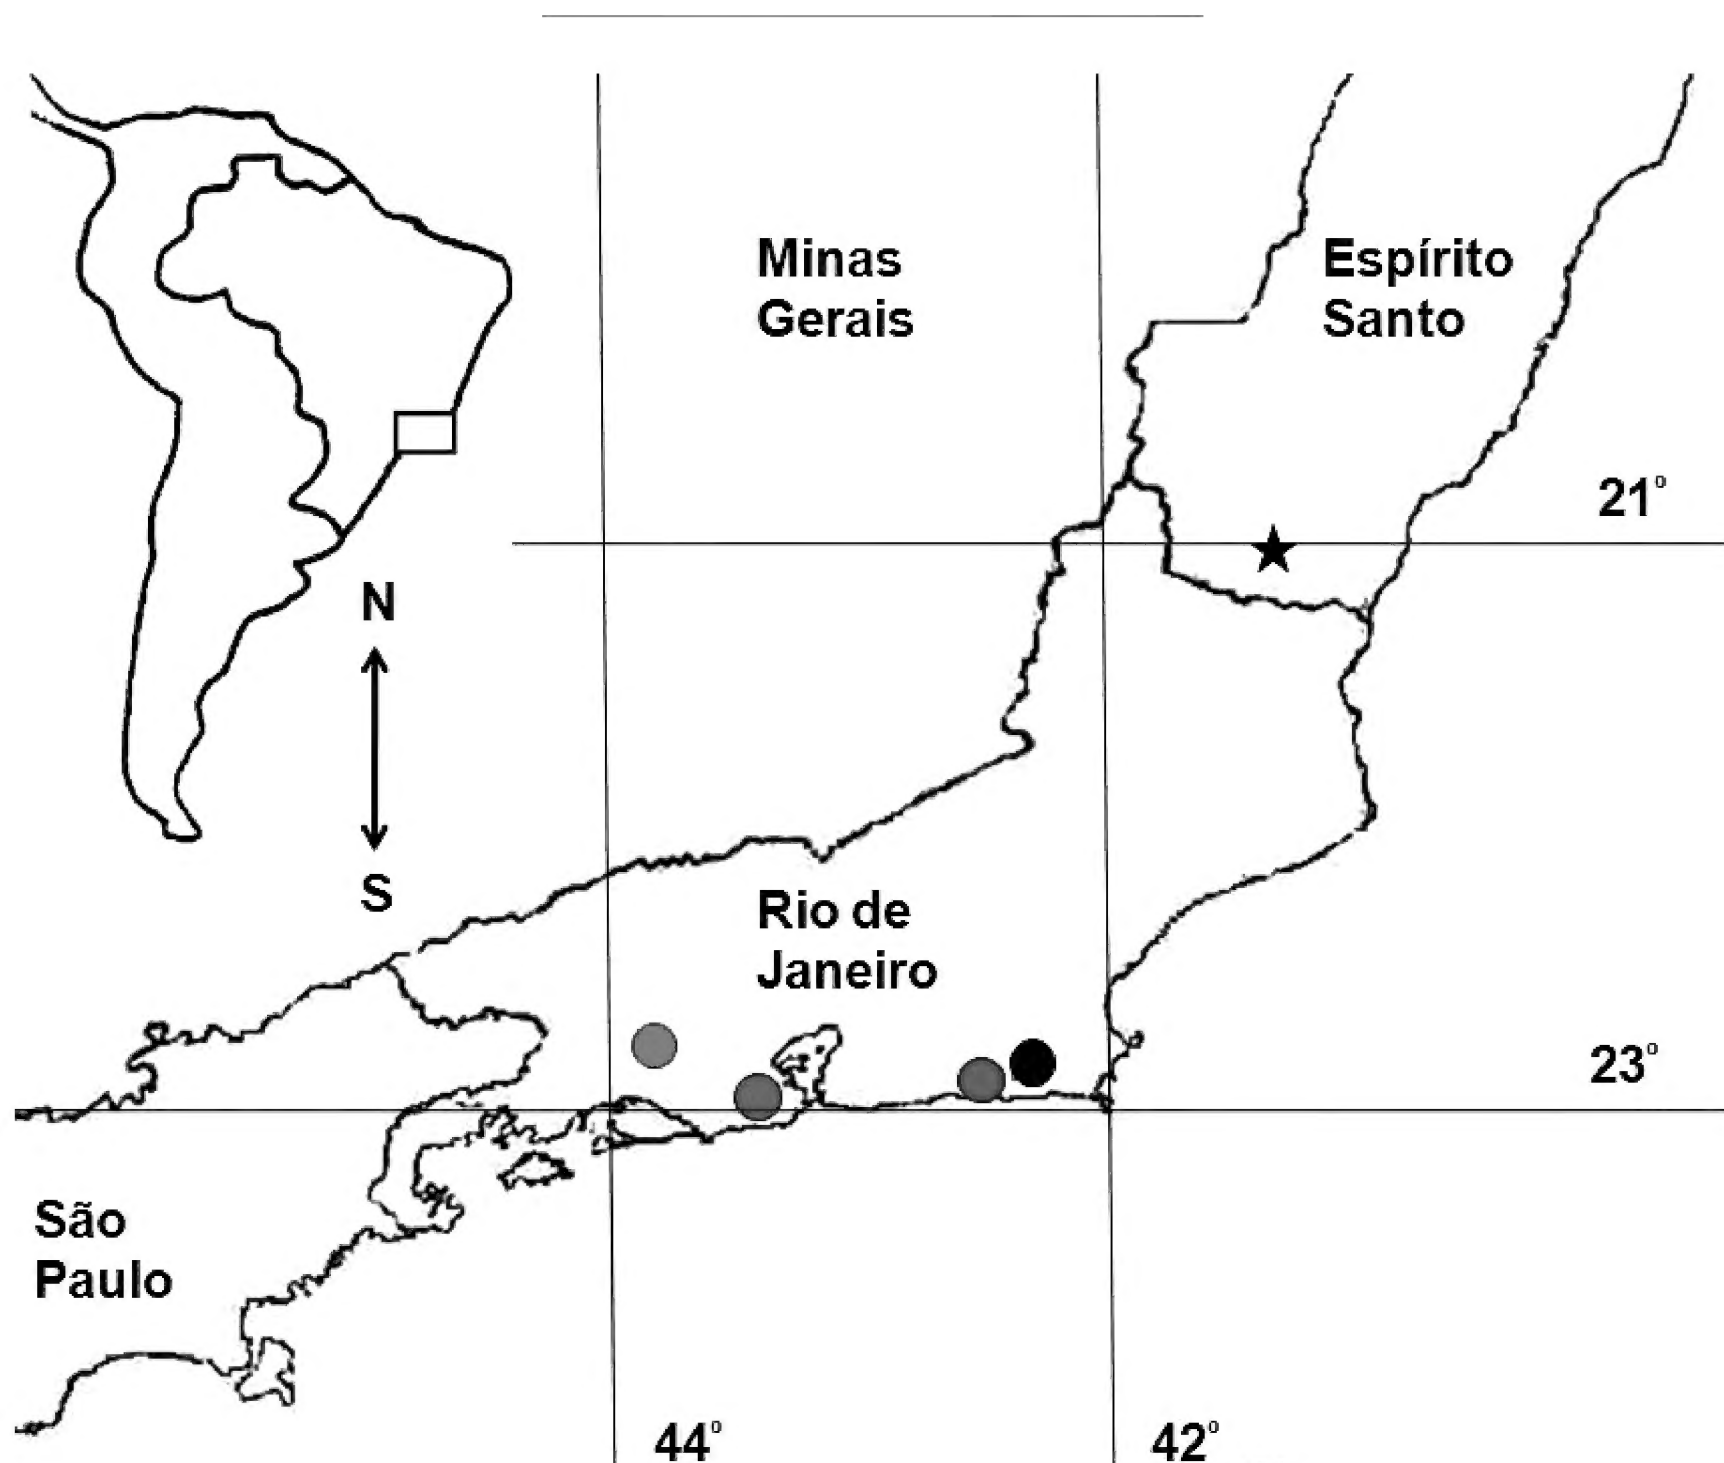 Minas
Gerais
Espírito
Santo
21°
N
S
Rio de
Janeiro
23°
São
Paulo
44°
42°